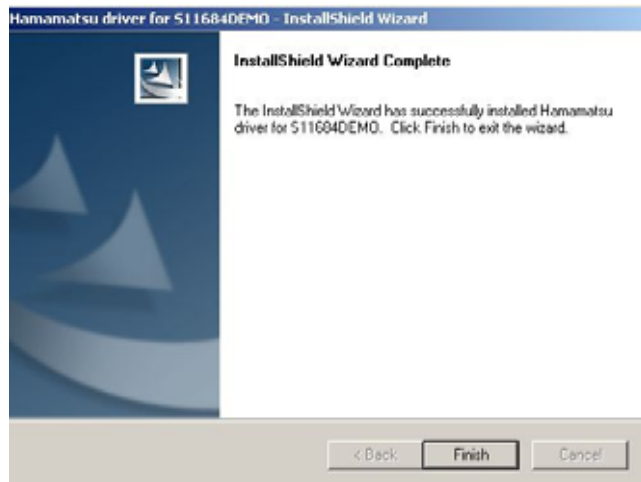 Hamamatsu driver for S11684DEMO - InstallShield Wizard
InstallShield Wizard Complete
The InstallShield Wizard has successfully installed Hamamatsu
driver for S11684DEMO. Click Finish to exit the wizard.
< Back
Finish
Cancel